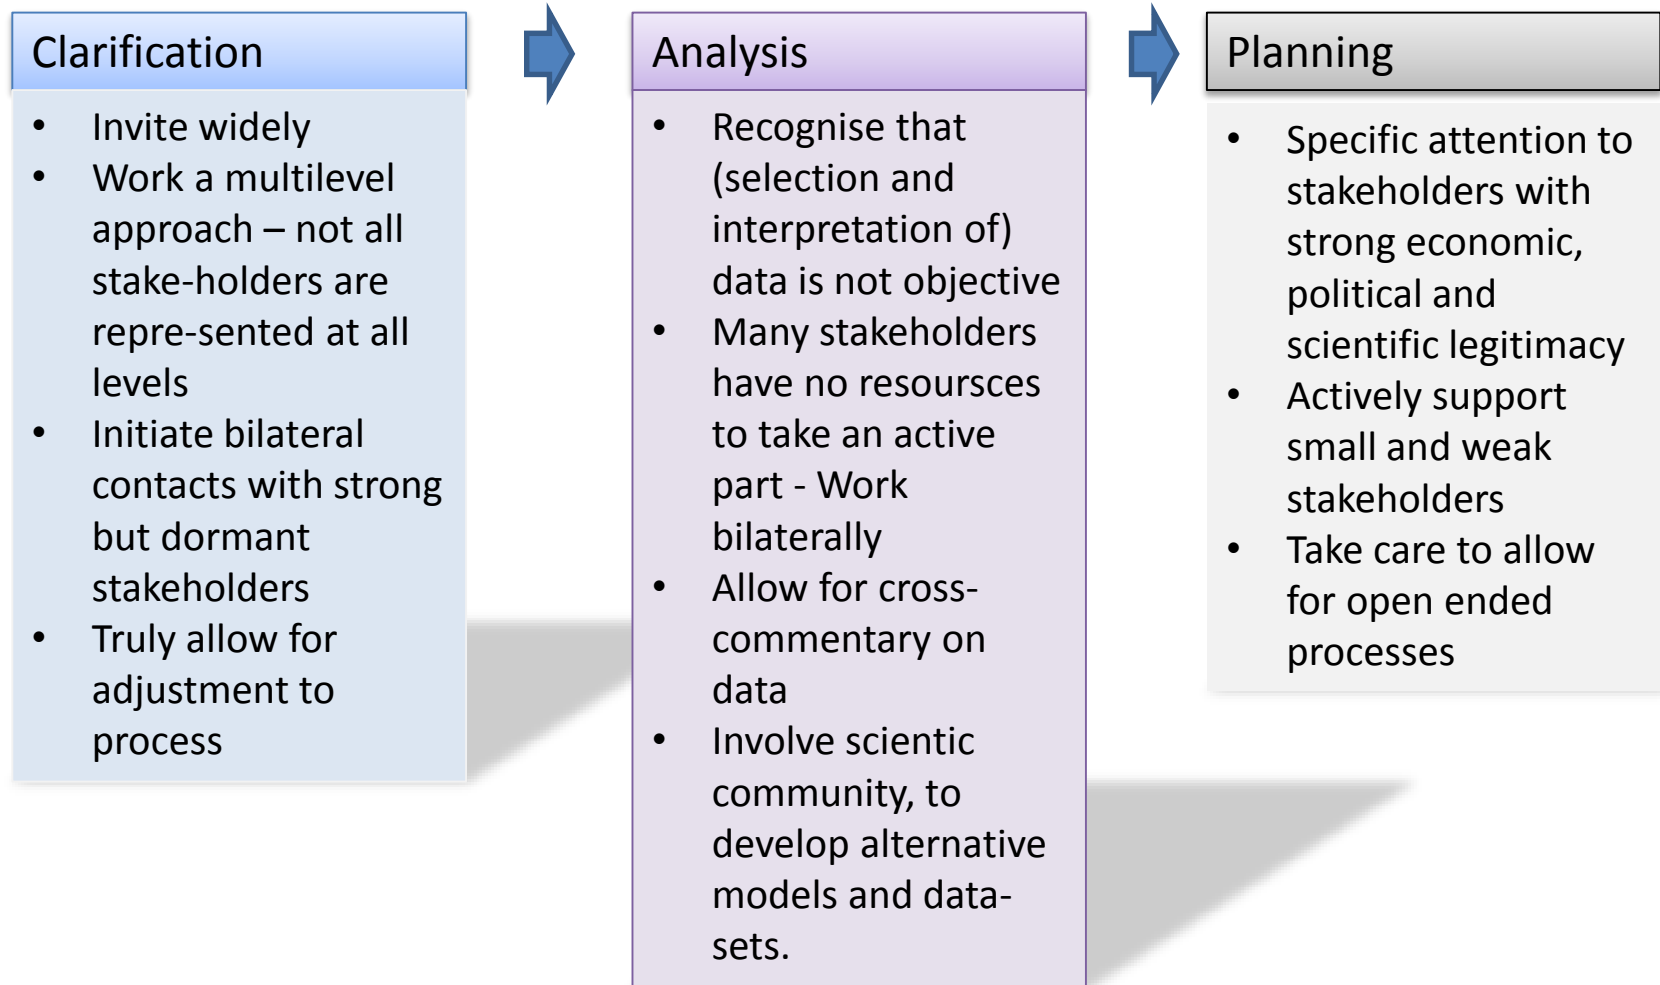 Clarification
• Invite widely
• Work a multilevel
approach – not all
stake-holders are
repre-sented at all
levels
• Initiate bilateral
contacts with strong
but dormant
stakeholders
• Truly allow for
adjustment to
process
Analysis
• Recognise that
(selection and
interpretation of)
data is not objective
• Many stakeholders
have no resoursces
to take an active
part - Work
bilaterally
• Allow for cross-
commentary on
data
• Involve scientic
community, to
develop alternative
models and data-
sets.
Planning
• Specific attention to
stakeholders with
strong economic,
political and
scientific legitimacy
• Actively support
small and weak
stakeholders
• Take care to allow
for open ended
processes